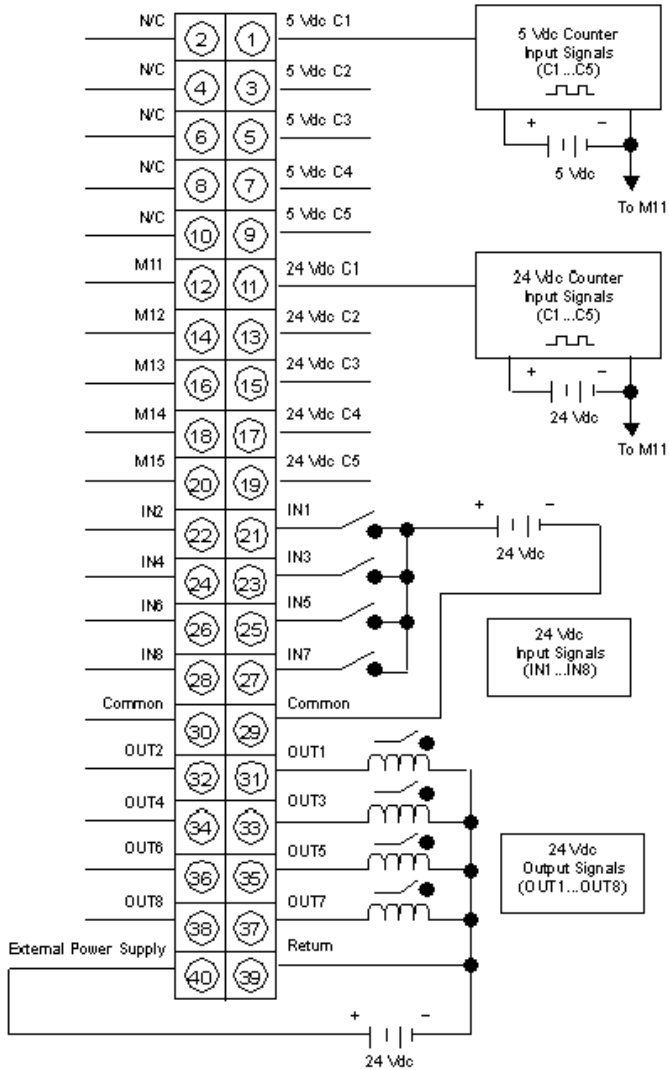 N/C 2 1 5 Vdc C1
N/C 4 3 5 Vdc C2
N/C 6 5 5 Vdc C3
N/C 8 7 5 Vdc C4
N/C 10 9 5 Vdc C5
M11 12 11 24 Vdc C1
M12 14 13 24 Vdc C2
M13 16 15 24 Vdc C3
M14 18 17 24 Vdc C4
M15 20 19 24 Vdc C5
IN2 22 21 IN1
IN4 24 23 IN3
IN6 26 25 IN5
IN8 28 27 IN7
Common 30 29 Common
OUT2 32 31 OUT1
OUT4 34 33 OUT3
OUT6 36 35 OUT5
OUT8 38 37 OUT7
External Power Supply 40 39 Return
5 Vdc Counter
Input Signals
(C1...C5)
+ −
5 Vdc
To M11
24 Vdc Counter
Input Signals
(C1...C5)
+ −
24 Vdc
To M11
+ −
24 Vdc
24 Vdc
Input Signals
(IN1...IN8)
24 Vdc
Output Signals
(OUT1...OUT8)
+ −
24 Vdc